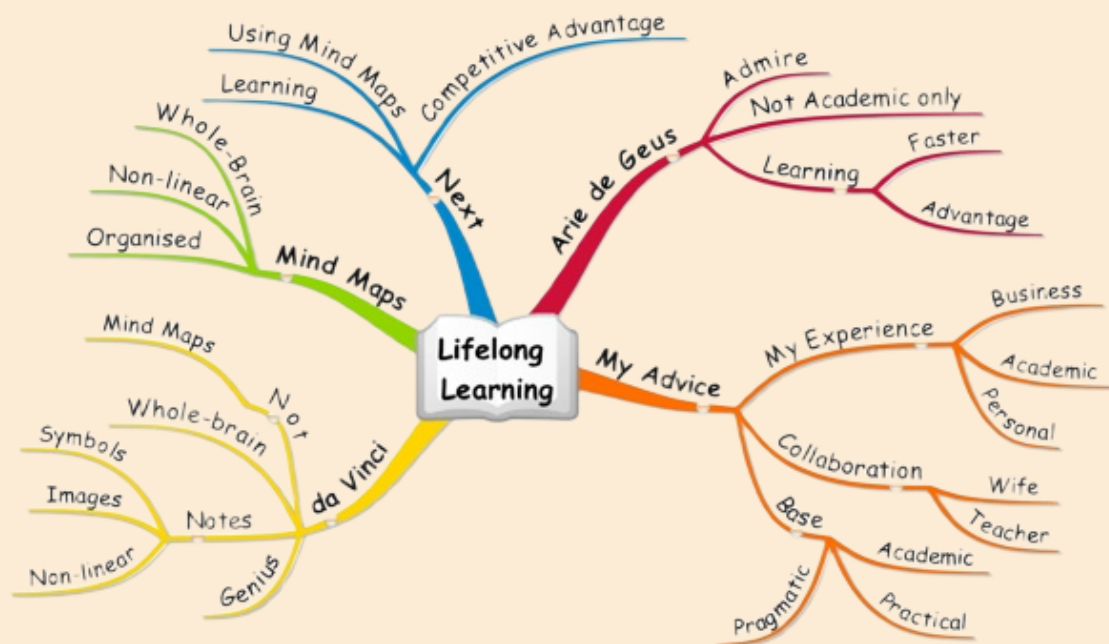 Lifelong
Learning
Arie de Geus
Admire
Not Academic only
Learning
Faster
Advantage
My Advice
My Experience
Business
Academic
Personal
Collaboration
Wife
Teacher
Base
Academic
Practical
Pragmatic
da Vinci
Genius
Notes
Non-linear
Images
Symbols
Whole-brain
Not
Mind Maps
Mind Maps
Organised
Non-linear
Whole-Brain
Next
Learning
Using Mind Maps
Competitive Advantage